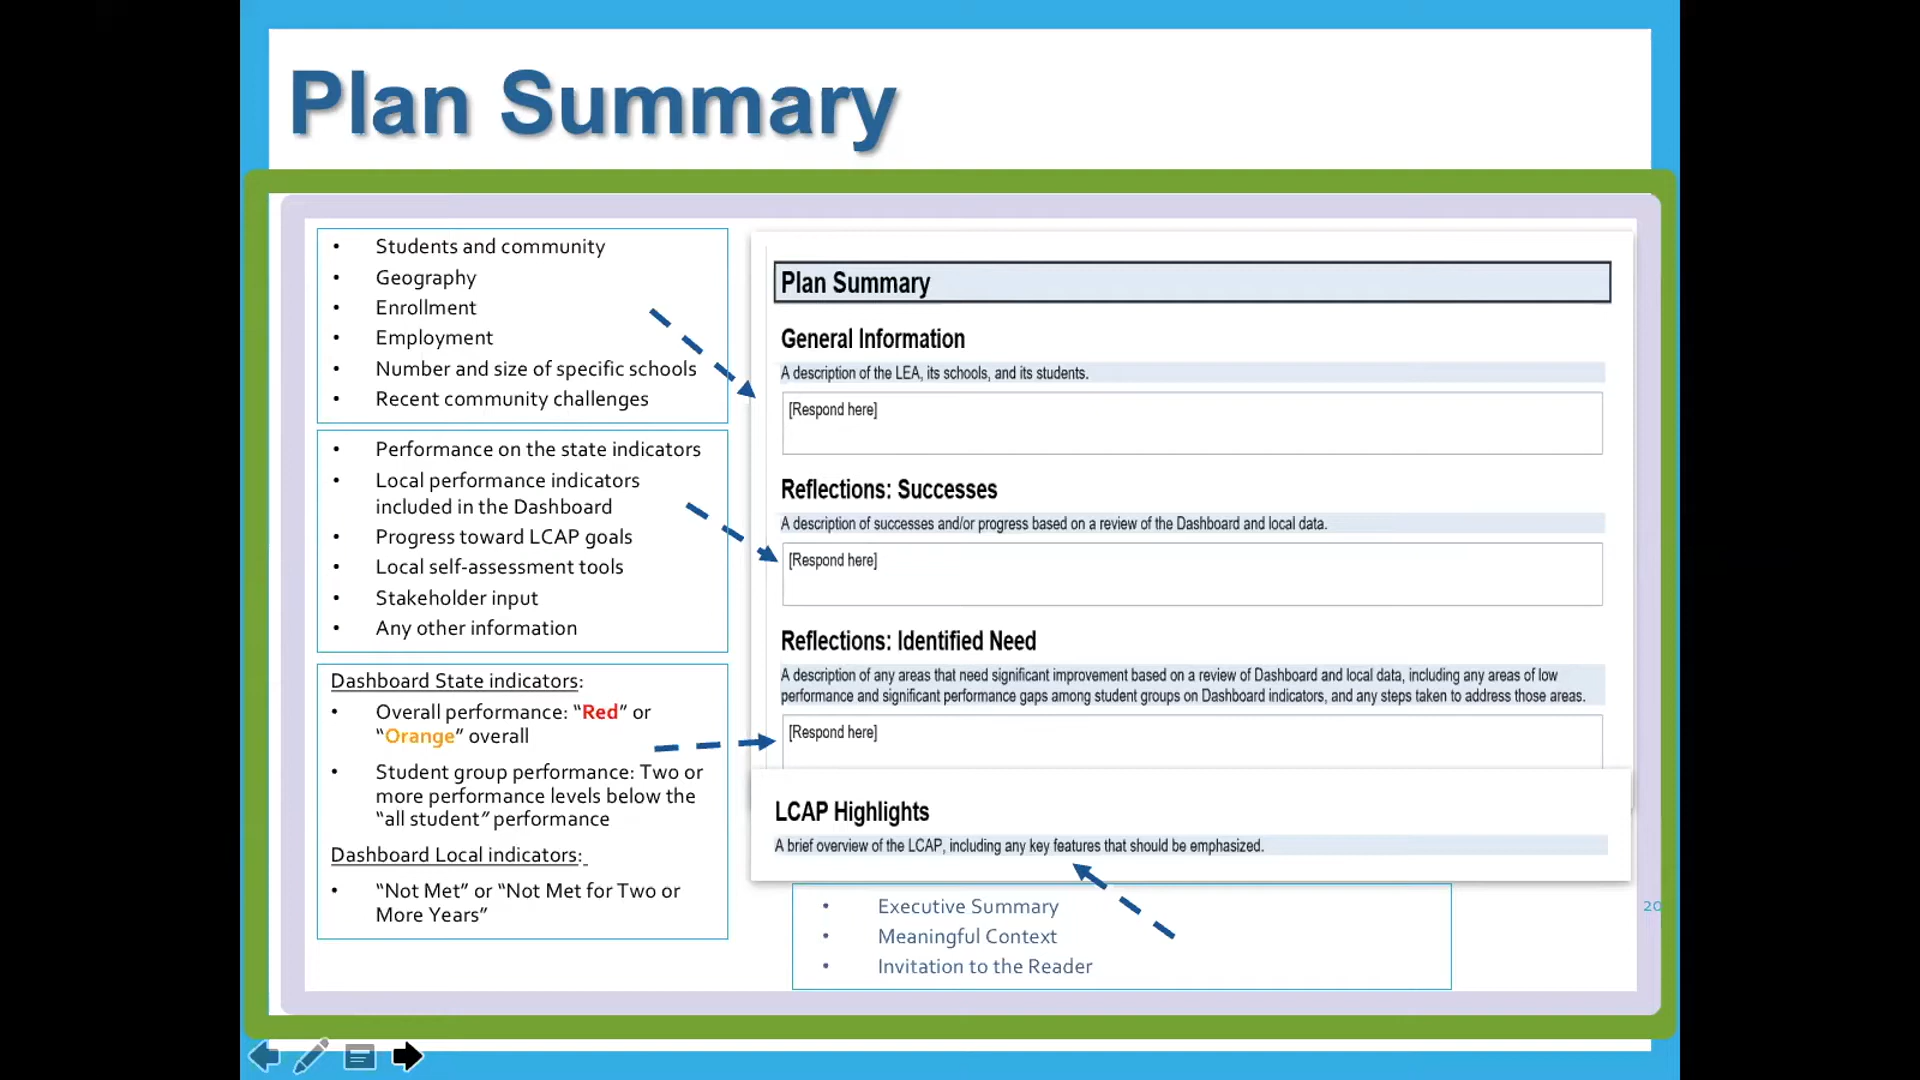 Plan Summary
• Students and community
• Geography
• Enrollment
• Employment
• Number and size of specific schools
• Recent community challenges
• Performance on the state indicators
• Local performance indicators
included in the Dashboard
• Progress toward LCAP goals
• Local self-assessment tools
• Stakeholder input
• Any other information
Dashboard State indicators:
• Overall performance: “Red” or
“Orange” overall
• Student group performance: Two or
more performance levels below the
“all student” performance
Dashboard Local indicators:
• “Not Met” or “Not Met for Two or
More Years”
Plan Summary
General Information
A description of the LEA, its schools, and its students.
[Respond here]
Reflections: Successes
A description of successes and/or progress based on a review of the Dashboard and local data.
[Respond here]
Reflections: Identified Need
A description of any areas that need significant improvement based on a review of Dashboard and local data, including any areas of low
performance and significant performance gaps among student groups on Dashboard indicators, and any steps taken to address those areas.
[Respond here]
LCAP Highlights
A brief overview of the LCAP, including any key features that should be emphasized.
• Executive Summary
• Meaningful Context
• Invitation to the Reader
20